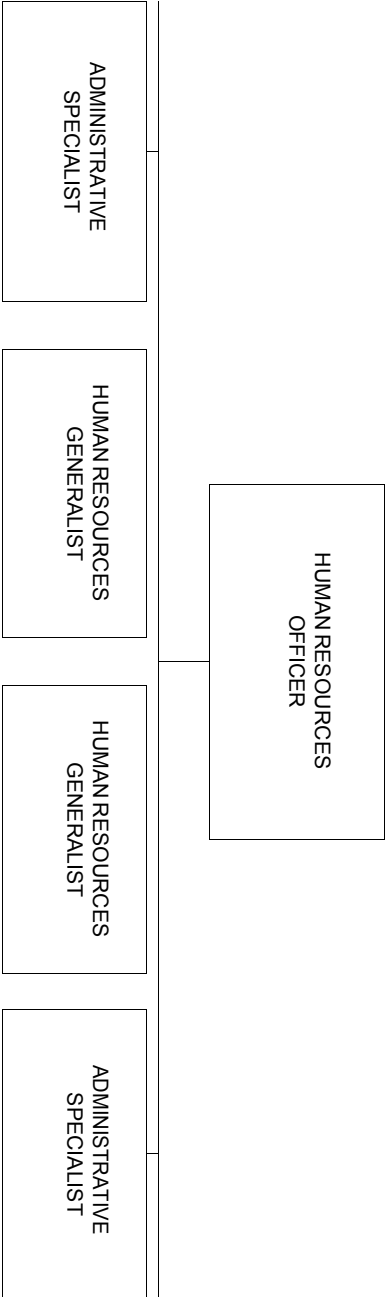 HUMAN RESOURCES
OFFICER
ADMINISTRATIVE
SPECIALIST
HUMAN RESOURCES
GENERALIST
HUMAN RESOURCES
GENERALIST
ADMINISTRATIVE
SPECIALIST